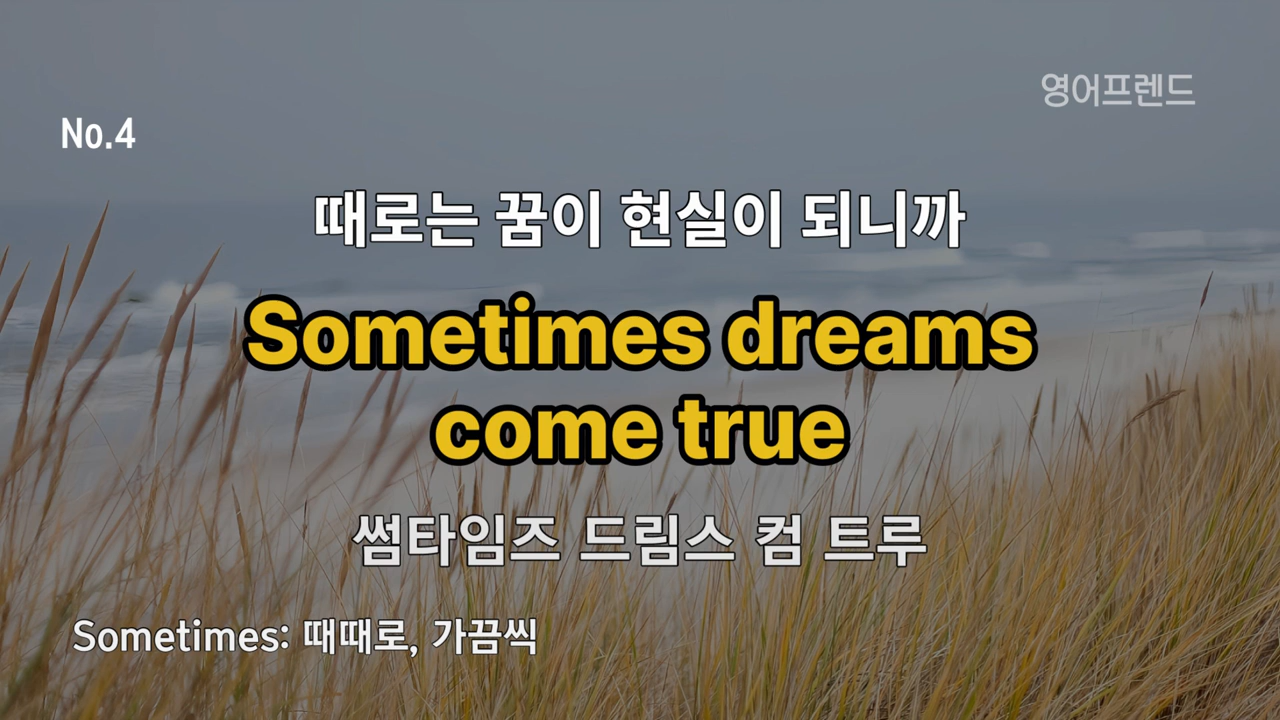 영어프렌드
No.4
때로는 꿈이 현실이 되니까
Sometimes dreams
come true
썸타임즈 드림스 컴 트루
Sometimes: 때때로, 가끔씩